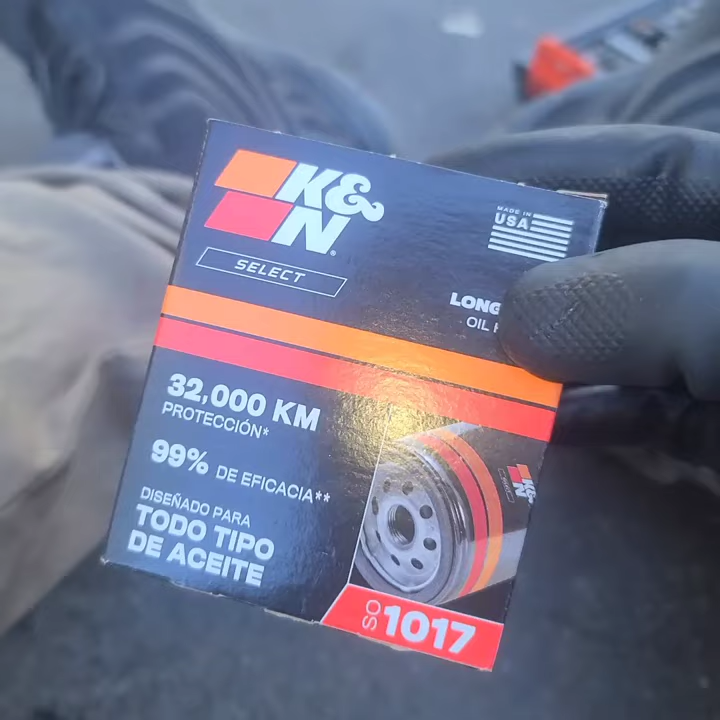 K&N®
SELECT
MADE IN
USA
LONG
OIL
32,000 KM
PROTECCIÓN*
99% DE EFICACIA**
DISEÑADO PARA
TODO TIPO
DE ACEITE
K&N
SO 1017